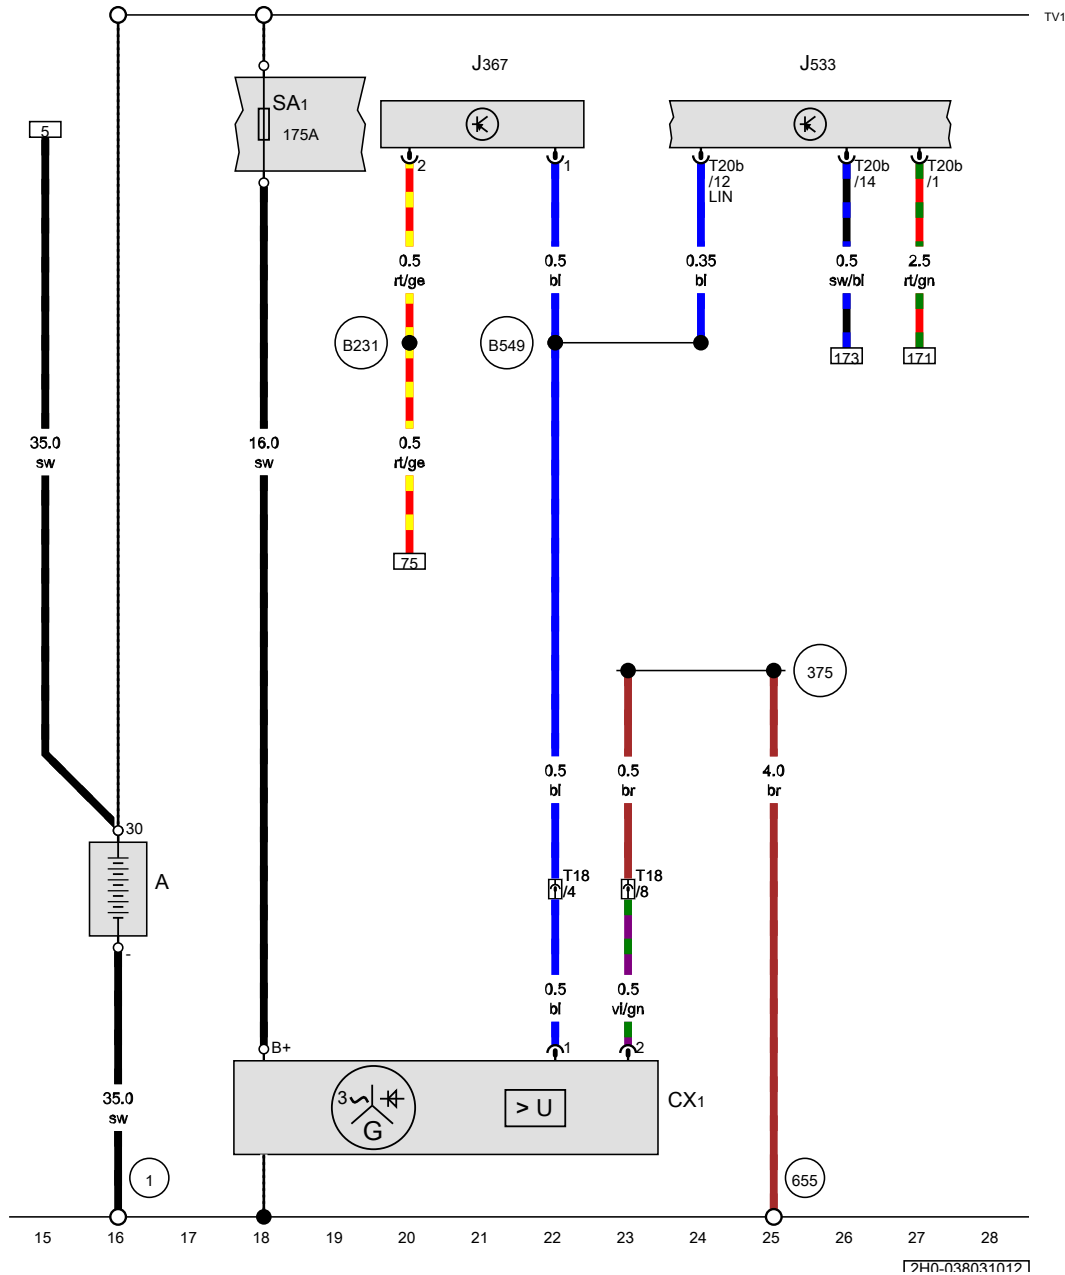 TV1
J367
J533
SA1
175A
5
2
1
T20b
/12
LIN
T20b
/14
T20b
/1
0.5
rt/ge
0.5
bl
0.35
bl
0.5
sw/bl
2.5
rt/gn
B231
B549
173
171
35.0
sw
16.0
sw
0.5
rt/ge
75
375
0.5
bl
0.5
br
4.0
br
30
A
T18
/4
T18
/8
-
0.5
bl
0.5
vi/gn
B+
1
2
35.0
sw
3
G
> U
CX1
1
655
15 16 17 18 19 20 21 22 23 24 25 26 27 28
2H0-038031012